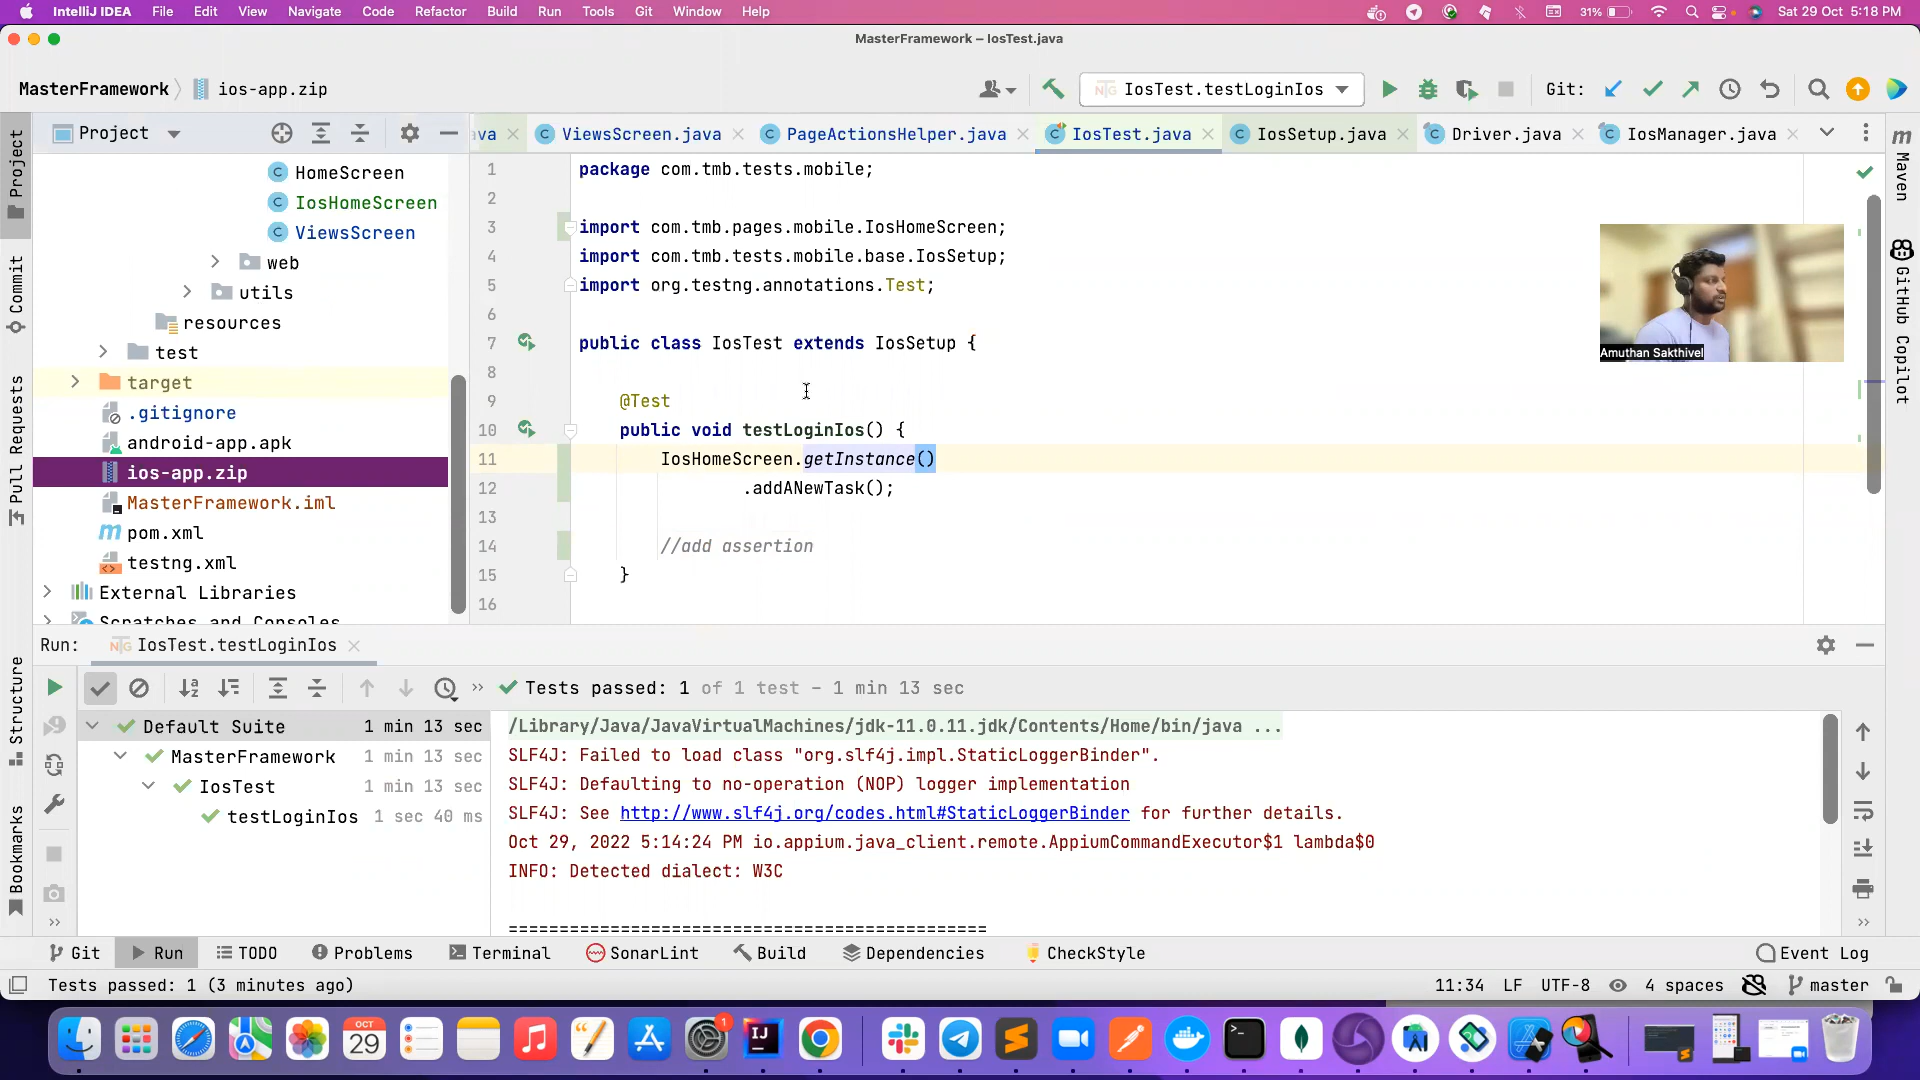 IntelliJ IDEA File Edit View Navigate Code Refactor Build Run Tools Git Window Help 31% Sat 29 Oct 5:18 PM
MasterFramework – IosTest.java
MasterFramework ios-app.zip IosTest.testLoginIos Git:
Project va ViewsScreen.java PageActionsHelper.java IosTest.java IosSetup.java Driver.java IosManager.java
HomeScreen
IosHomeScreen
ViewsScreen
web
utils
resources
test
target
.gitignore
android-app.apk
ios-app.zip
MasterFramework.iml
pom.xml
testng.xml
External Libraries
Scratches and Consoles
Project
Commit
Pull Requests
Structure
Bookmarks
1 package com.tmb.tests.mobile;
2
3 import com.tmb.pages.mobile.IosHomeScreen;
4 import com.tmb.tests.mobile.base.IosSetup;
5 import org.testng.annotations.Test;
6
7 public class IosTest extends IosSetup {
8
9 @Test
10 public void testLoginIos() {
11 IosHomeScreen.getInstance()
12 .addANewTask();
13
14 //add assertion
15 }
16
Amuthan Sakthivel
m
Maven
GitHub Copilot
Run: IosTest.testLoginIos
Tests passed: 1 of 1 test – 1 min 13 sec
Default Suite 1 min 13 sec
MasterFramework 1 min 13 sec
IosTest 1 min 13 sec
testLoginIos 1 sec 40 ms
/Library/Java/JavaVirtualMachines/jdk-11.0.11.jdk/Contents/Home/bin/java ...
SLF4J: Failed to load class "org.slf4j.impl.StaticLoggerBinder".
SLF4J: Defaulting to no-operation (NOP) logger implementation
SLF4J: See http://www.slf4j.org/codes.html#StaticLoggerBinder for further details.
Oct 29, 2022 5:14:24 PM io.appium.java_client.remote.AppiumCommandExecutor$1 lambda$0
INFO: Detected dialect: W3C
===============================================
Git Run TODO Problems Terminal SonarLint Build Dependencies CheckStyle Event Log
Tests passed: 1 (3 minutes ago) 11:34 LF UTF-8 4 spaces master
OCT
29
1
IJ